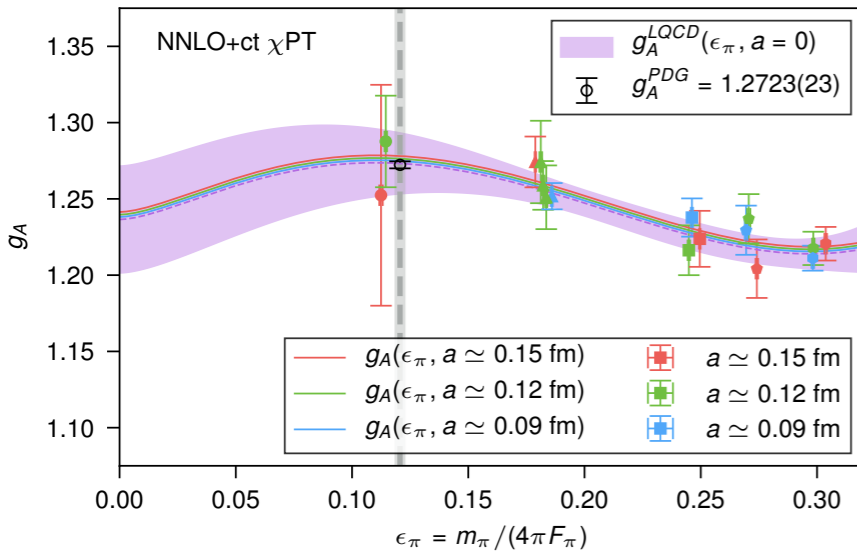 NNLO+ct χPT
g_A^{LQCD}(ϵ_π, a = 0)
g_A^{PDG} = 1.2723(23)
1.35
1.30
1.25
1.20
1.15
1.10
g_A
g_A(ϵ_π, a ≃ 0.15 fm)
g_A(ϵ_π, a ≃ 0.12 fm)
g_A(ϵ_π, a ≃ 0.09 fm)
a ≃ 0.15 fm
a ≃ 0.12 fm
a ≃ 0.09 fm
0.00 0.05 0.10 0.15 0.20 0.25 0.30
ϵ_π = m_π/(4πF_π)